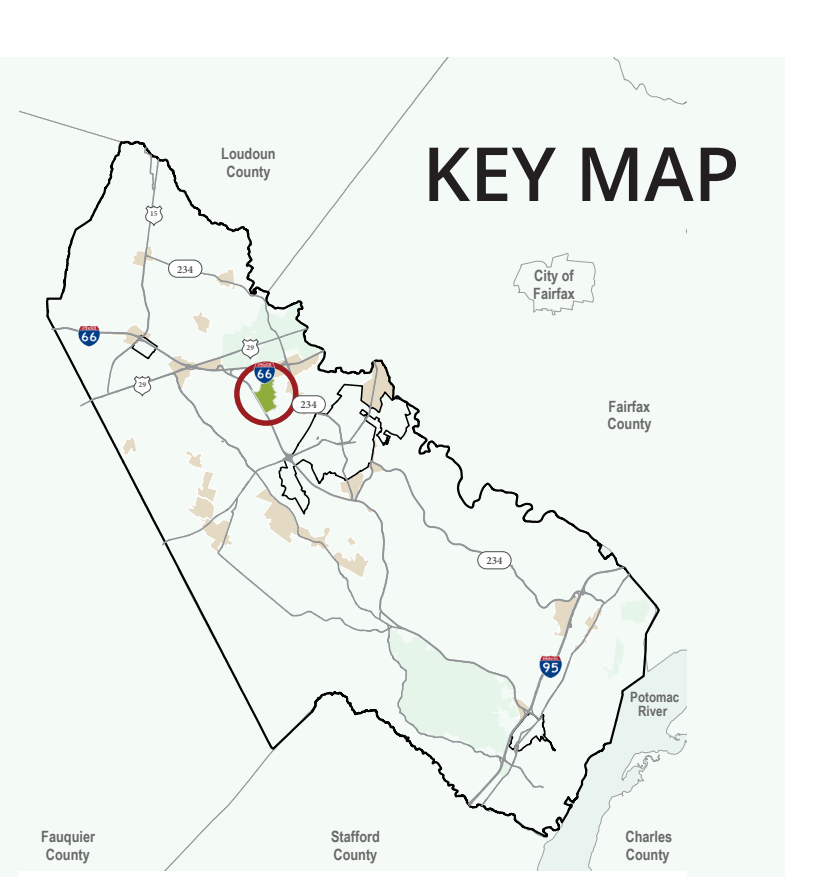 KEY MAP
Loudoun
County
15
234
City of
Fairfax
66
29
66
29
234
Fairfax
County
234
95
Potomac
River
Fauquier
County
Stafford
County
Charles
County